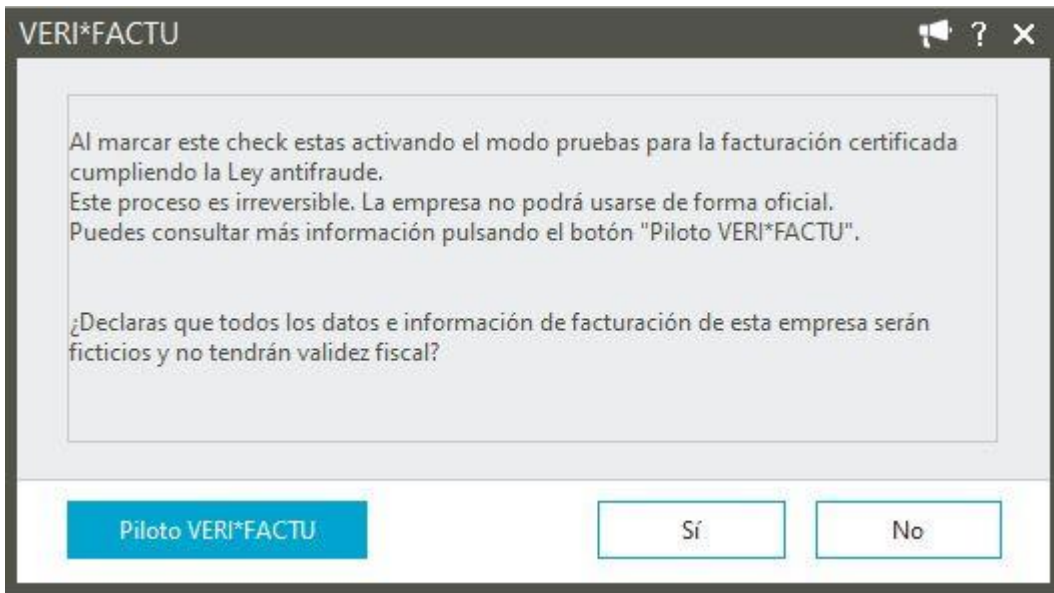 VERI*FACTU
?
Al marcar este check estas activando el modo pruebas para la facturación certificada
cumpliendo la Ley antifraude.
Este proceso es irreversible. La empresa no podrá usarse de forma oficial.
Puedes consultar más información pulsando el botón "Piloto VERI*FACTU".
¿Declaras que todos los datos e información de facturación de esta empresa serán
ficticios y no tendrán validez fiscal?
Piloto VERI*FACTU
Sí
No